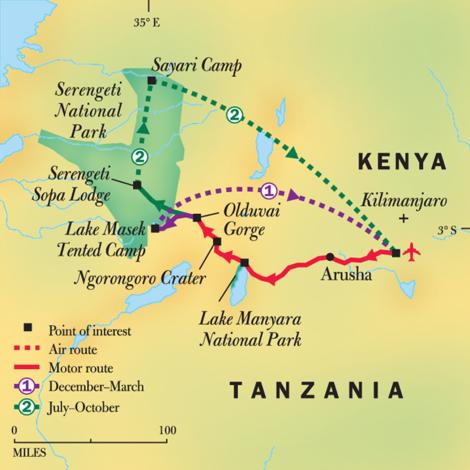 35° E
Sayari Camp
Serengeti
National
Park
2
KENYA
2
Serengeti
Sopa Lodge
1
Kilimanjaro
+
Olduvai
Gorge
Lake Masek
Tented Camp
3° S
Ngorongoro Crater
Arusha
Lake Manyara
National Park
Point of interest
Air route
Motor route
1 December–March
2 July–October
TANZANIA
0 100
MILES